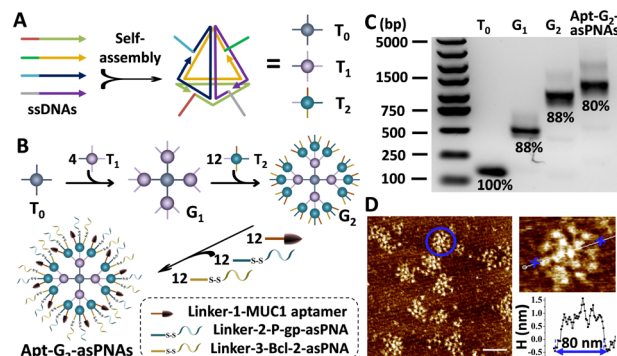 A
ssDNAs
Self-
assembly
=
T0
T1
T2
B
T0
4
T1
G1
12
T2
G2
12
12 s-s
12 s-s
Apt-G2-asPNAs
Linker-1-MUC1 aptamer
s-s Linker-2-P-gp-asPNA
s-s Linker-3-Bcl-2-asPNA
C
(bp) T0 G1 G2 Apt-G2-
asPNAs
5000
1500
750
500
250
100
100%
88%
88%
80%
D
H (nm)
1.5
1.0
0.5
0.0
80 nm